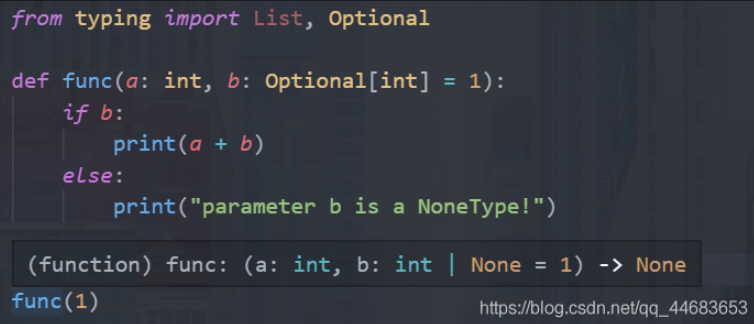 from typing import List, Optional
def func(a: int, b: Optional[int] = 1):
if b:
print(a + b)
else:
print("parameter b is a NoneType!")
(function) func: (a: int, b: int | None = 1) -> None
func(1)
https://blog.csdn.net/qq_44683653